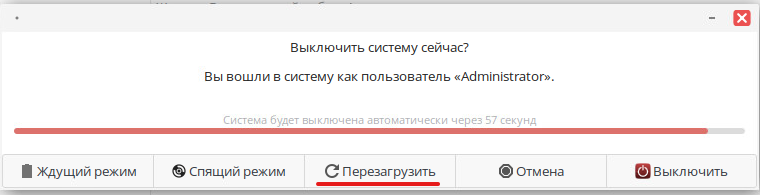 Выключить систему сейчас?
Вы вошли в систему как пользователь «Administrator».
Система будет выключена автоматически через 57 секунд
Ждущий режим Спящий режим Перезагрузить Отмена Выключить